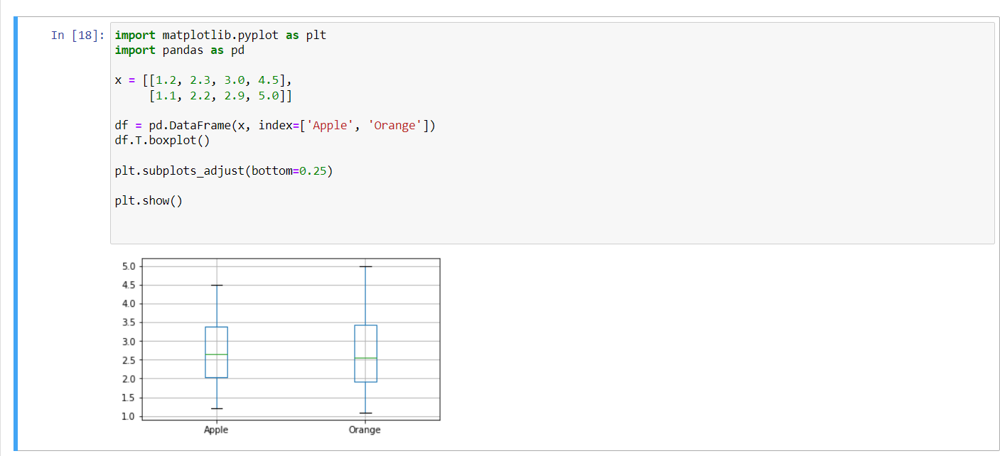 In [18]:
import matplotlib.pyplot as plt
import pandas as pd
x = [[1.2, 2.3, 3.0, 4.5],
     [1.1, 2.2, 2.9, 5.0]]
df = pd.DataFrame(x, index=['Apple', 'Orange'])
df.T.boxplot()
plt.subplots_adjust(bottom=0.25)
plt.show()
5.0
4.5
4.0
3.5
3.0
2.5
2.0
1.5
1.0
Apple Orange